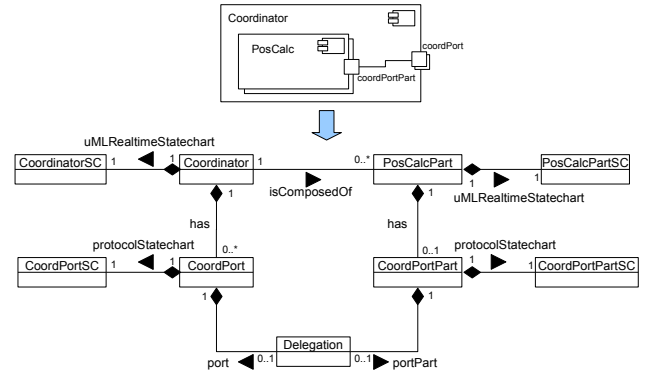 Coordinator
PosCalc
coordPort
coordPortPart
uMLRealtimeStatechart
CoordinatorSC 1 1 Coordinator 1 0..* PosCalcPart 1 1 PosCalcPartSC
isComposedOf
uMLRealtimeStatechart
1 1
has has
protocolStatechart 0..* 0..1 protocolStatechart
CoordPortSC 1 1 CoordPort CoordPortPart 1 1 CoordPortPartSC
1 1
Delegation
port 0..1 0..1 portPart